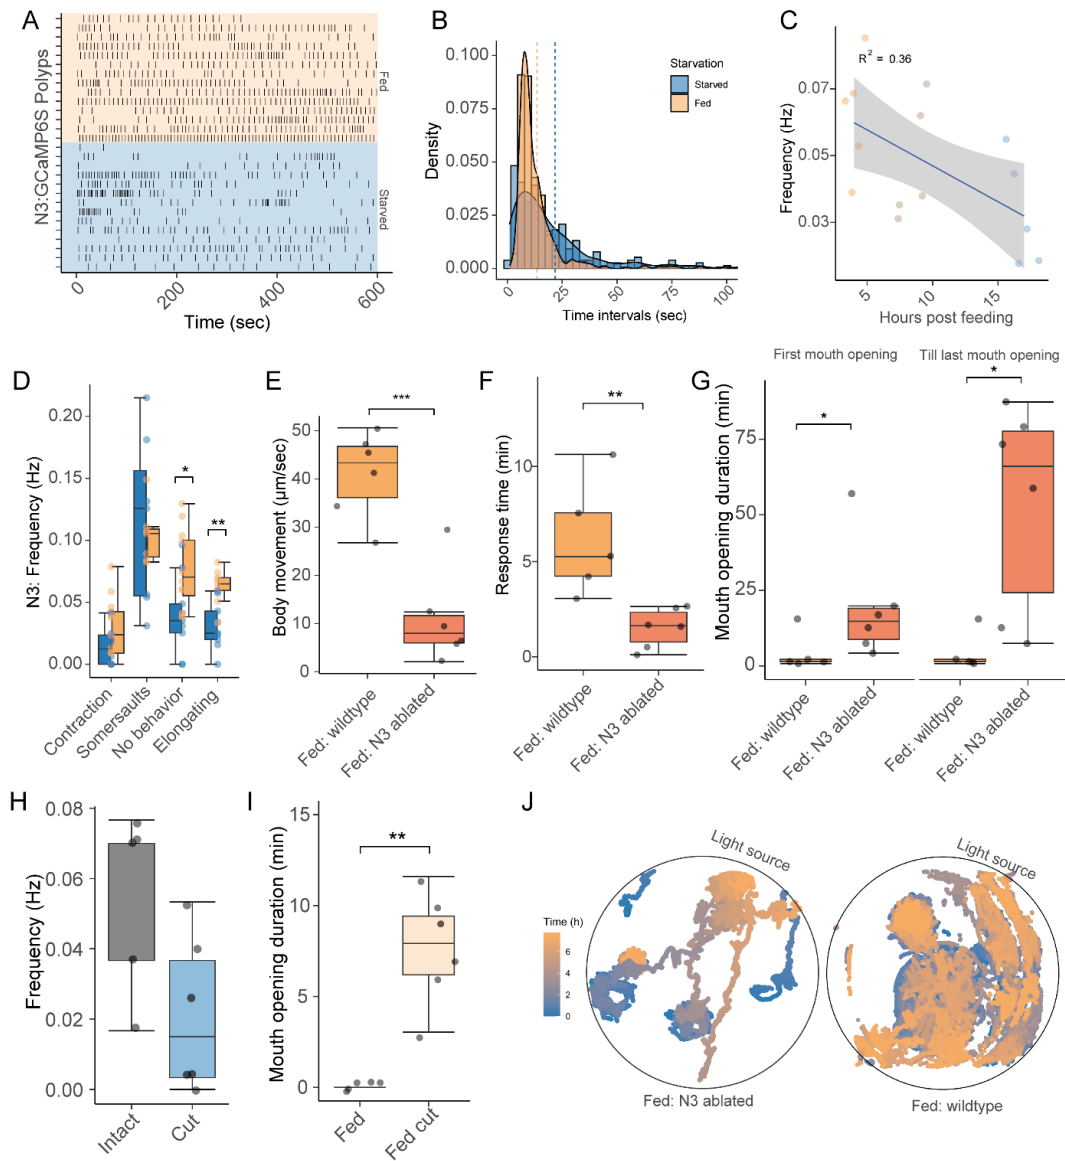 A
N3:GCaMP6S Polyps
Fed
Starved
0
200
400
600
Time (sec)
B
0.100
0.075
0.050
0.025
0.000
Density
Starvation
Starved
Fed
0
25
50
75
100
Time intervals (sec)
C
R² = 0.36
0.07
0.05
0.03
Frequency (Hz)
5
10
15
Hours post feeding
D
0.20
0.15
0.10
0.05
0.00
N3: Frequency (Hz)
*
**
Contraction
Somersaults
No behavior
Elongating
E
***
50
40
30
20
10
0
Body movement (µm/sec)
Fed: wildtype
Fed: N3 ablated
F
**
10
5
0
Response time (min)
Fed: wildtype
Fed: N3 ablated
G
First mouth opening
Till last mouth opening
*
*
75
50
25
0
Mouth opening duration (min)
Fed: wildtype
Fed: N3 ablated
Fed: wildtype
Fed: N3 ablated
H
0.08
0.06
0.04
0.02
0.00
Frequency (Hz)
Intact
Cut
I
**
15
10
5
0
Mouth opening duration (min)
Fed
Fed cut
J
Light source
Light source
Time (h)
6
4
2
0
Fed: N3 ablated
Fed: wildtype